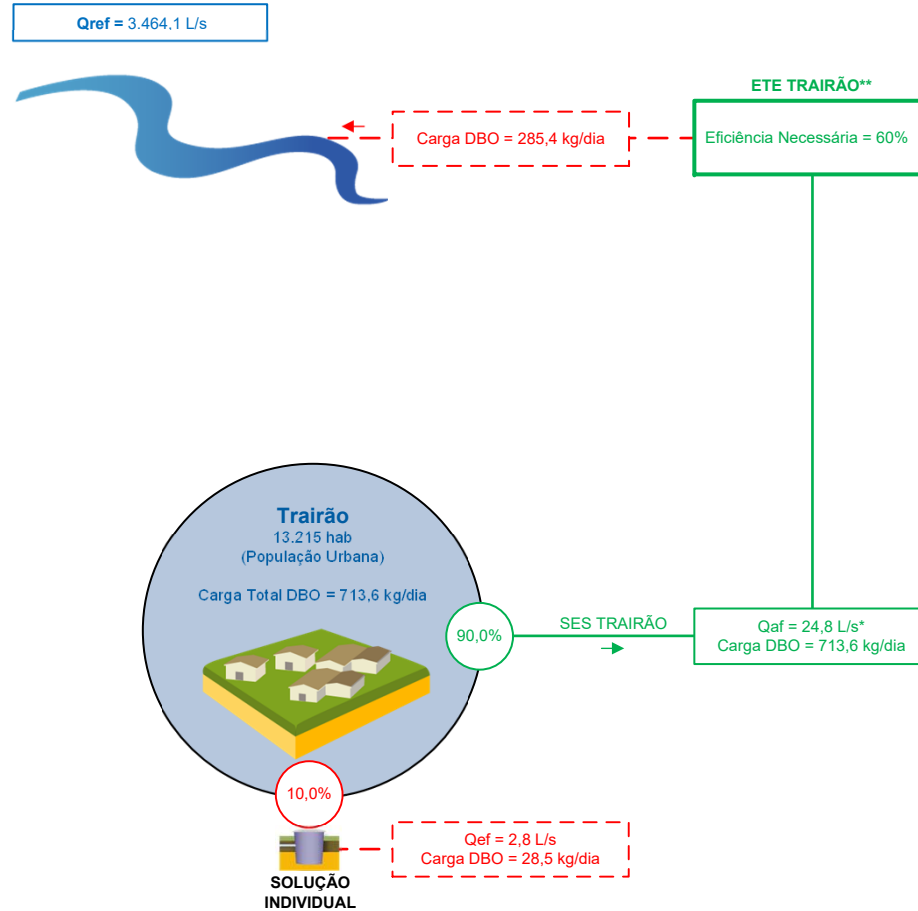 Qref = 3.464,1 L/s
ETE TRAIRÃO**
Carga DBO = 285,4 kg/dia
Eficiência Necessária = 60%
Trairão
13.215 hab
(População Urbana)
Carga Total DBO = 713,6 kg/dia
90,0%
SES TRAIRÃO
Qaf = 24,8 L/s*
Carga DBO = 713,6 kg/dia
10,0%
Qef = 2,8 L/s
Carga DBO = 28,5 kg/dia
SOLUÇÃO
INDIVIDUAL